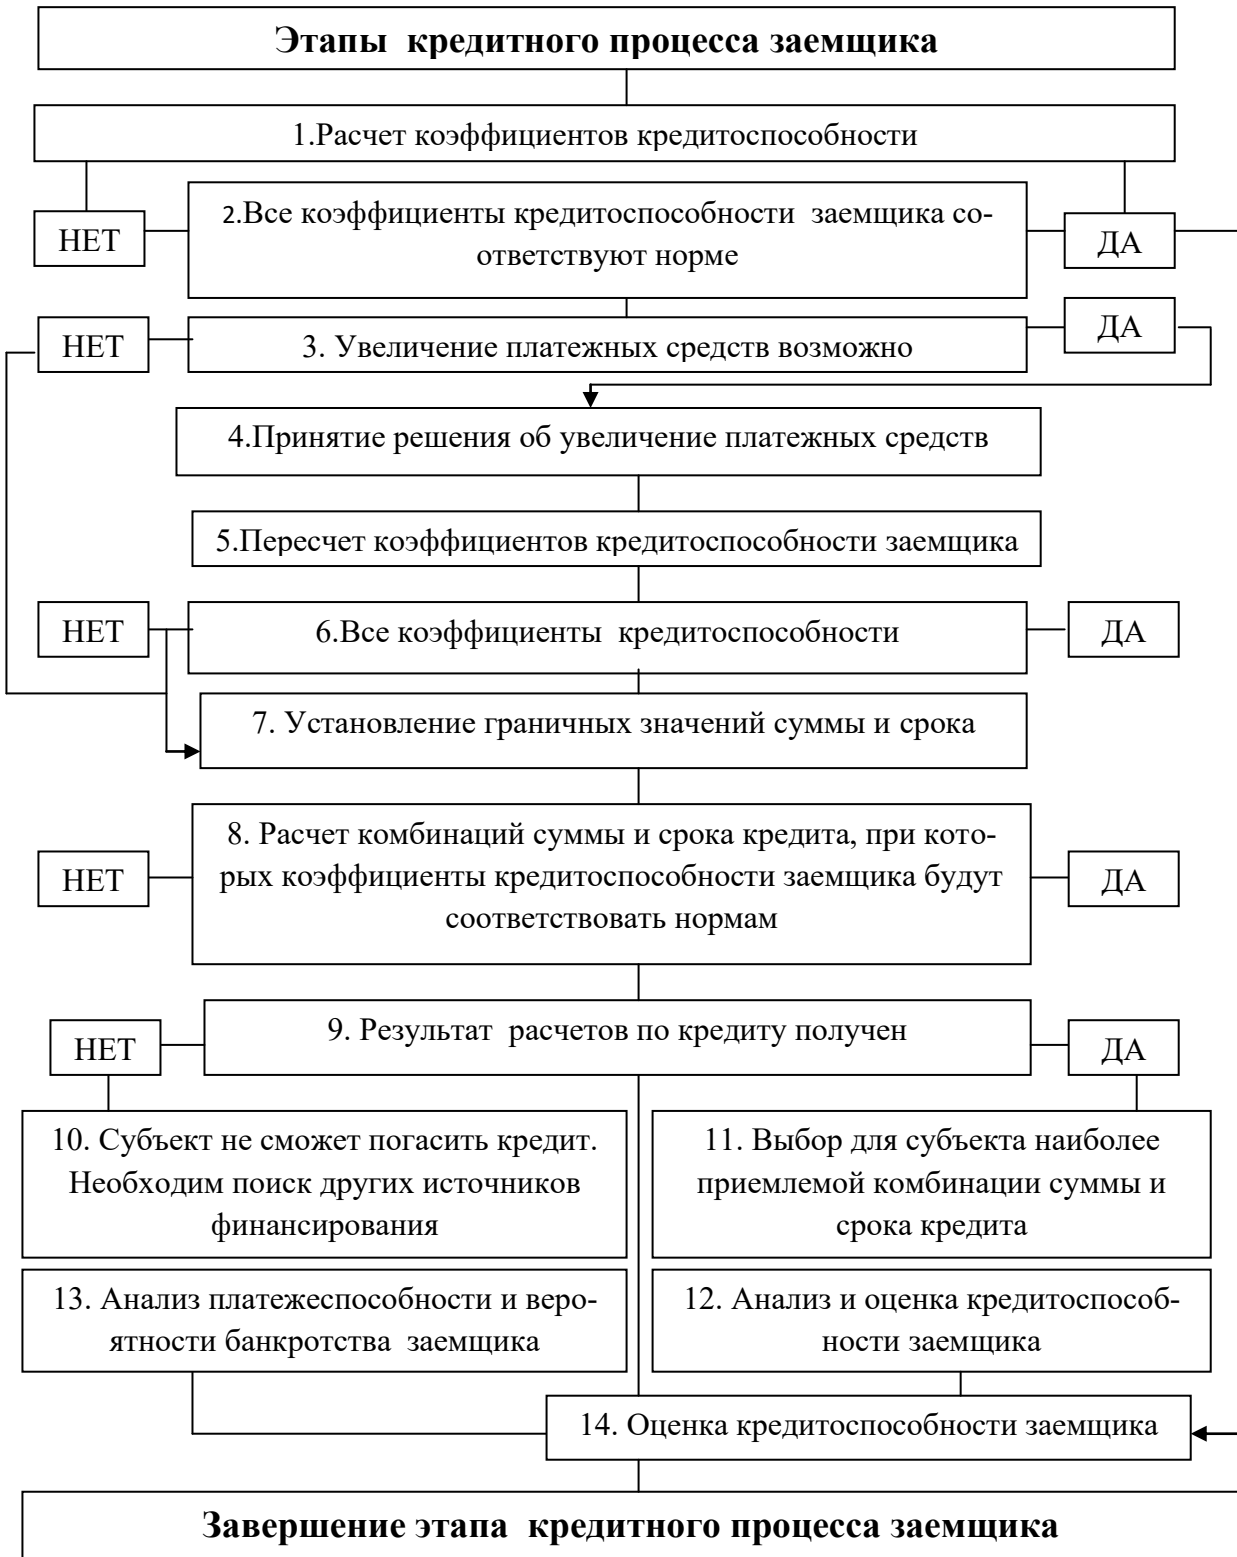 Этапы кредитного процесса заемщика
1.Расчет коэффициентов кредитоспособности
НЕТ
2.Все коэффициенты кредитоспособности заемщика со-
ответствуют норме
ДА
НЕТ
3. Увеличение платежных средств возможно
ДА
4.Принятие решения об увеличение платежных средств
5.Пересчет коэффициентов кредитоспособности заемщика
НЕТ
6.Все коэффициенты кредитоспособности
ДА
7. Установление граничных значений суммы и срока
НЕТ
8. Расчет комбинаций суммы и срока кредита, при кото-
рых коэффициенты кредитоспособности заемщика будут
соответствовать нормам
ДА
НЕТ
9. Результат расчетов по кредиту получен
ДА
10. Субъект не сможет погасить кредит.
Необходим поиск других источников
финансирования
11. Выбор для субъекта наиболее
приемлемой комбинации суммы и
срока кредита
13. Анализ платежеспособности и веро-
ятности банкротства заемщика
12. Анализ и оценка кредитоспособ-
ности заемщика
14. Оценка кредитоспособности заемщика
Завершение этапа кредитного процесса заемщика